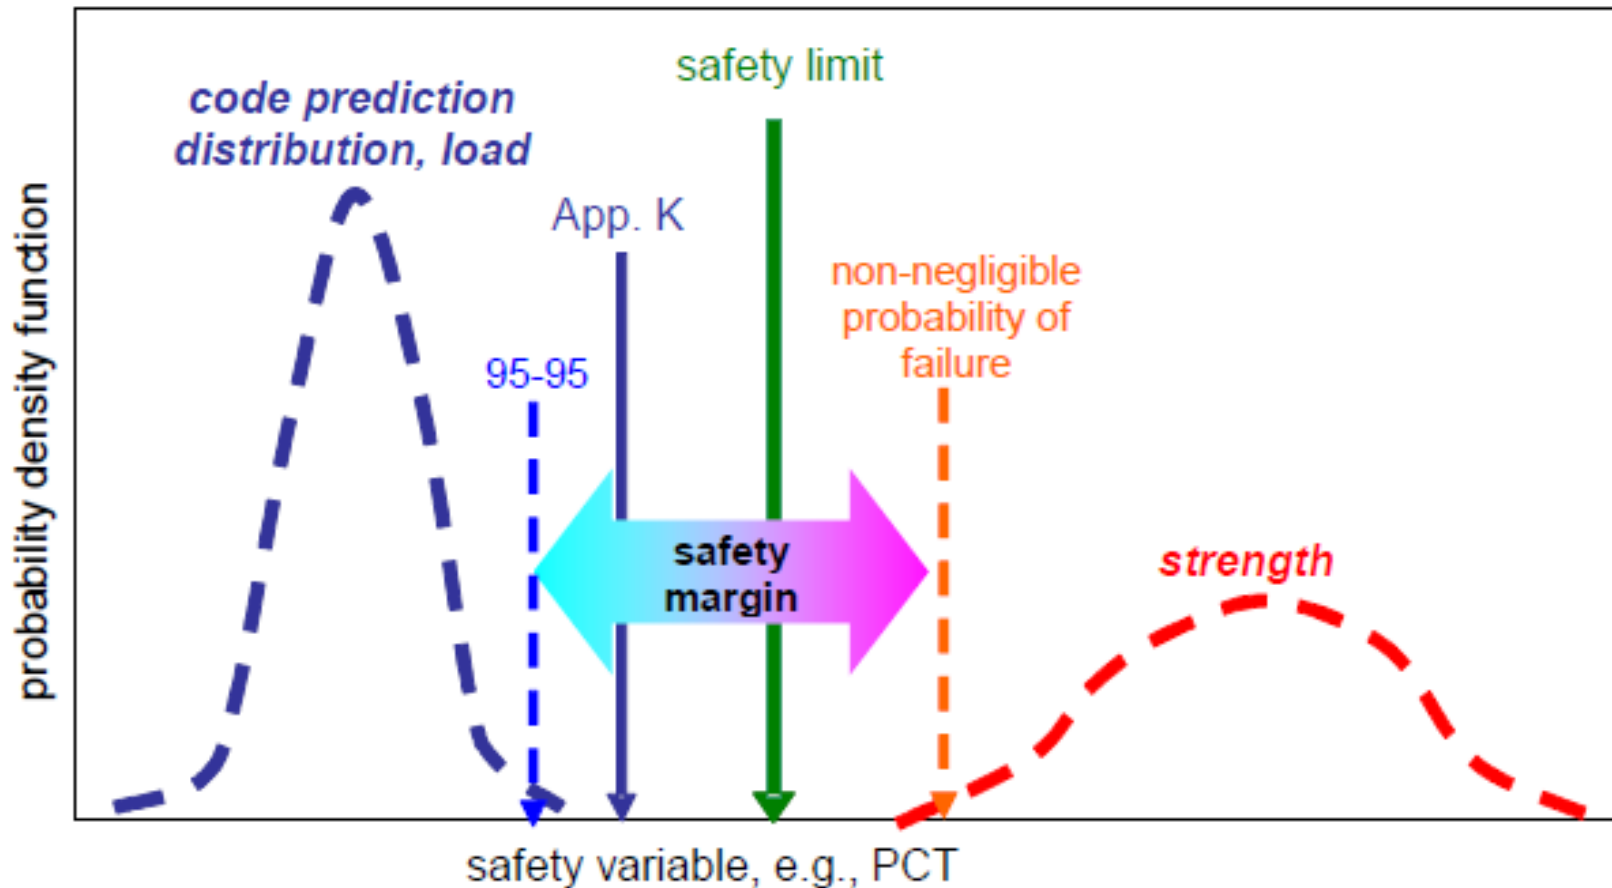 safety limit
code prediction
distribution, load
App. K
non-negligible
probability of
failure
95-95
safety
margin
strength
probability density function
safety variable, e.g., PCT